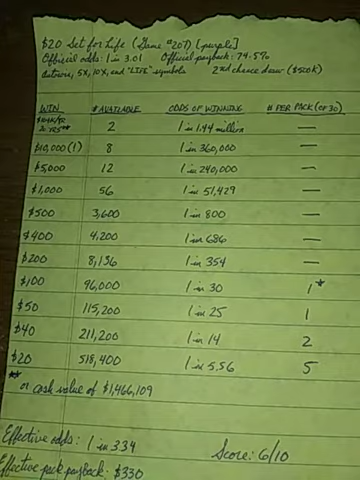 $20 Set for Life (Game #207) [purple]
Official odds: 1 in 3.01 Official payback: 74.5%
Autowin, 5X, 10X, and "LIFE" symbols 2nd chance draw ($500K)
WIN # AVAILABLE ODDS OF WINNING # PER PACK (OF 30)
2 1 in 1.44 million —
$10,000 (1) 8 1 in 360,000 —
$5,000 12 1 in 240,000 —
$1,000 56 1 in 51,429 —
$500 3,600 1 in 800 —
$400 4,200 1 in 686 —
$200 8,136 1 in 354 —
$100 96,000 1 in 30 1*
$50 115,200 1 in 25 1
$40 211,200 1 in 14 2
$20 518,400 1 in 5.56 5
** or cash value of $1,466,109
Effective odds: 1 in 3.34 Score: 6/10
Effective pack payback: $330